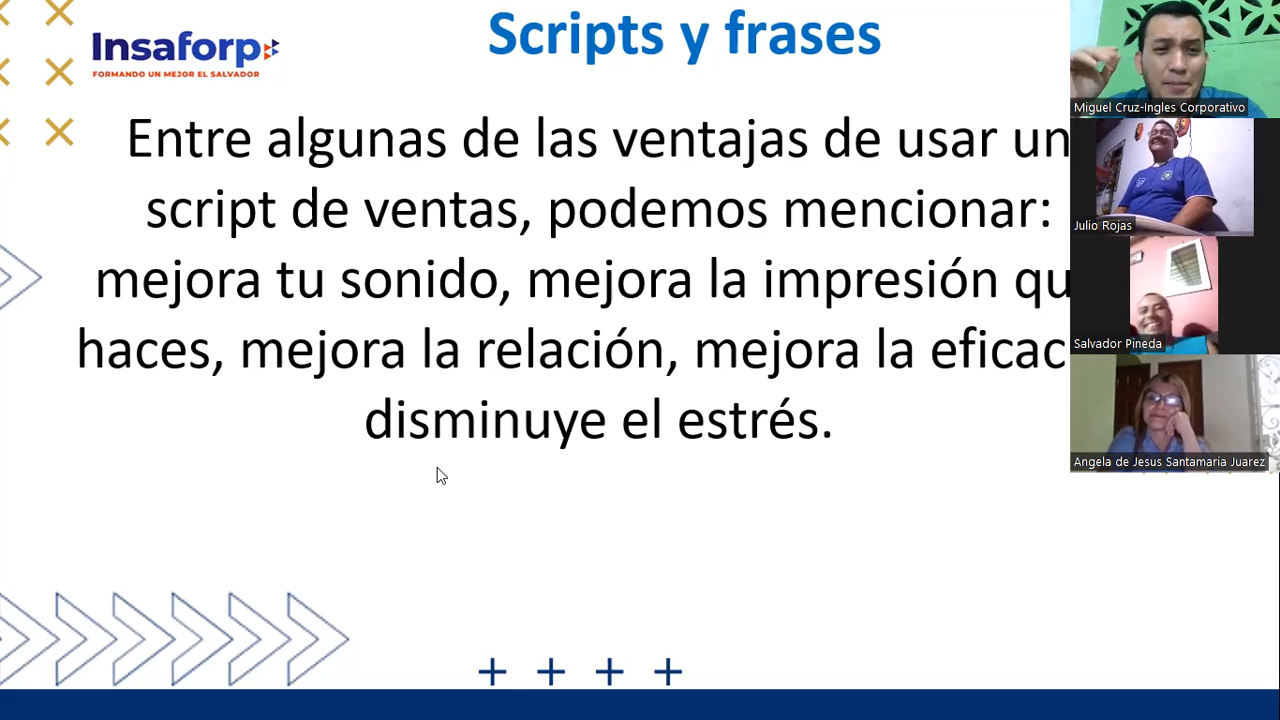 Scripts y frases
Insaforp
FORMANDO UN MEJOR EL SALVADOR
Entre algunas de las ventajas de usar un
script de ventas, podemos mencionar:
mejora tu sonido, mejora la impresión qu
haces, mejora la relación, mejora la eficac
disminuye el estrés.
Miguel Cruz-Ingles Corporativo
Julio Rojas
Salvador Pineda
Angela de Jesus Santamaria Juarez